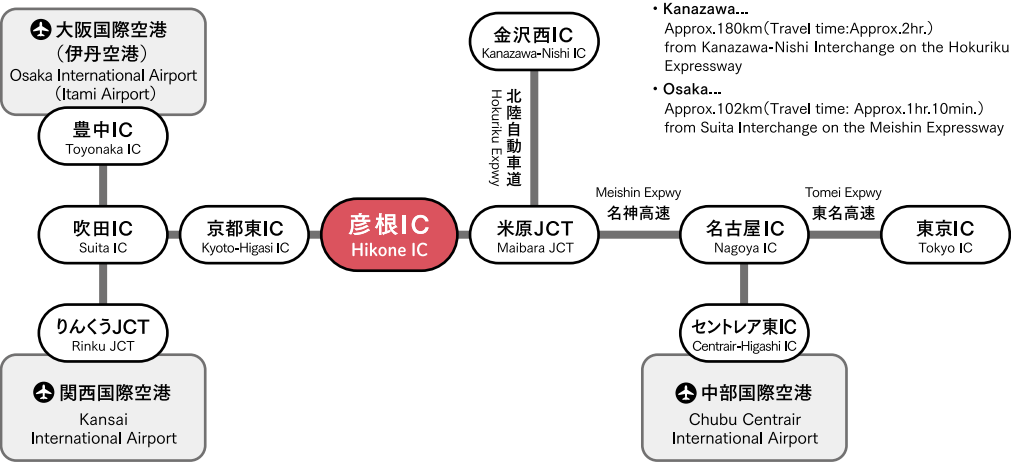 大阪国際空港
（伊丹空港）
Osaka International Airport
(Itami Airport)
豊中IC
Toyonaka IC
吹田IC
Suita IC
りんくうJCT
Rinku JCT
関西国際空港
Kansai
International Airport
京都東IC
Kyoto-Higasi IC
彦根IC
Hikone IC
金沢西IC
Kanazawa-Nishi IC
北陸自動車道
Hokuriku Expwy
米原JCT
Maibara JCT
Meishin Expwy
名神高速
名古屋IC
Nagoya IC
Tomei Expwy
東名高速
東京IC
Tokyo IC
セントレア東IC
Centrair-Higashi IC
中部国際空港
Chubu Centrair
International Airport
・Kanazawa...
Approx.180km(Travel time:Approx.2hr.)
from Kanazawa-Nishi Interchange on the Hokuriku
Expressway
・Osaka...
Approx.102km(Travel time: Approx.1hr.10min.)
from Suita Interchange on the Meishin Expressway